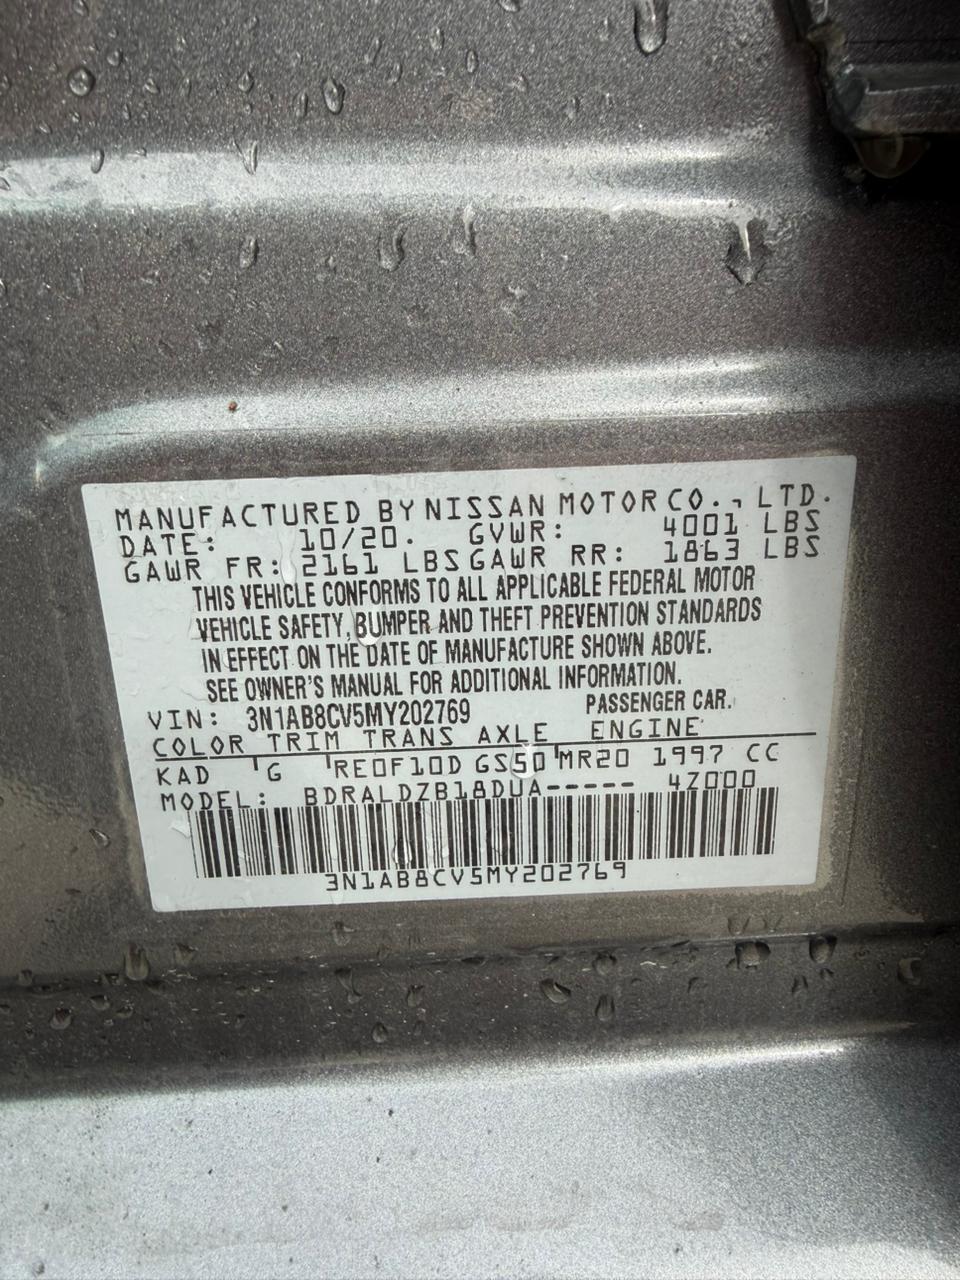 MANUFACTURED BY NISSAN MOTOR CO., LTD.
DATE: 10/20. GVWR: 4001 LBS
GAWR FR: 2161 LBS GAWR RR: 1863 LBS
THIS VEHICLE CONFORMS TO ALL APPLICABLE FEDERAL MOTOR
VEHICLE SAFETY, BUMPER AND THEFT PREVENTION STANDARDS
IN EFFECT ON THE DATE OF MANUFACTURE SHOWN ABOVE.
SEE OWNER'S MANUAL FOR ADDITIONAL INFORMATION.
VIN: 3N1AB8CV5MY202769 PASSENGER CAR.
COLOR TRIM TRANS AXLE ENGINE
KAD G RE0F10D GS50 MR20 1997 CC
MODEL: BDRALDZB18DUA----- 4Z000
3N1AB8CV5MY202769